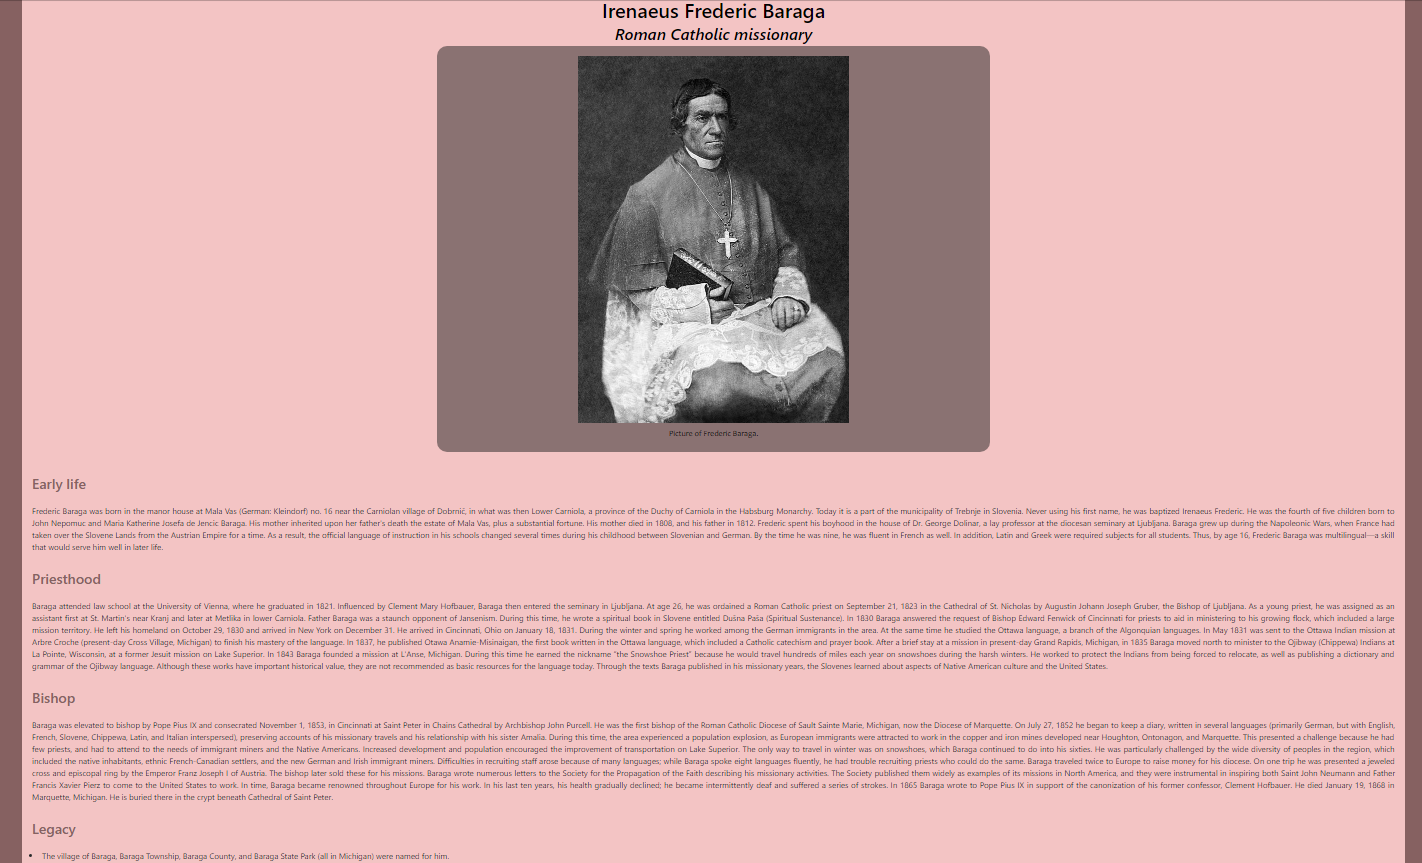 Irenaeus Frederic Baraga
Roman Catholic missionary
Picture of Frederic Baraga.
Early life
Frederic Baraga was born in the manor house at Mala Vas (German: Kleindorf) no. 16 near the Carniolan village of Dobrnič, in what was then Lower Carniola, a province of the Duchy of Carniola in the Habsburg Monarchy. Today it is a part of the municipality of Trebnje in Slovenia. Never using his first name, he was baptized Irenaeus Frederic. He was the fourth of five children born to
John Nepomuc and Maria Katherine Josefa de Jencic Baraga. His mother inherited upon her father's death the estate of Mala Vas, plus a substantial fortune. His mother died in 1808, and his father in 1812. Frederic spent his boyhood in the house of Dr. George Dolinar, a lay professor at the diocesan seminary at Ljubljana. Baraga grew up during the Napoleonic Wars, when France had
taken over the Slovene Lands from the Austrian Empire for a time. As a result, the official language of instruction in his schools changed several times during his childhood between Slovenian and German. By the time he was nine, he was fluent in French as well. In addition, Latin and Greek were required subjects for all students. Thus, by age 16, Frederic Baraga was multilingual—a skill
that would serve him well in later life.
Priesthood
Baraga attended law school at the University of Vienna, where he graduated in 1821. Influenced by Clement Mary Hofbauer, Baraga then entered the seminary in Ljubljana. At age 26, he was ordained a Roman Catholic priest on September 21, 1823 in the Cathedral of St. Nicholas by Augustin Johann Joseph Gruber, the Bishop of Ljubljana. As a young priest, he was assigned as an
assistant first at St. Martin's near Kranj and later at Metlika in lower Carniola. Father Baraga was a staunch opponent of Jansenism. During this time, he wrote a spiritual book in Slovene entitled Dušna Paša (Spiritual Sustenance). In 1830 Baraga answered the request of Bishop Edward Fenwick of Cincinnati for priests to aid in ministering to his growing flock, which included a large
mission territory. He left his homeland on October 29, 1830 and arrived in New York on December 31. He arrived in Cincinnati, Ohio on January 18, 1831. During the winter and spring he worked among the German immigrants in the area. At the same time he studied the Ottawa language, a branch of the Algonquian languages. In May 1831 was sent to the Ottawa Indian mission at
Arbre Croche (present-day Cross Village, Michigan) to finish his mastery of the language. In 1837, he published Otawa Anamie-Misinaigan, the first book written in the Ottawa language, which included a Catholic catechism and prayer book. After a brief stay at a mission in present-day Grand Rapids, Michigan, in 1835 Baraga moved north to minister to the Ojibway (Chippewa) Indians at
La Pointe, Wisconsin, at a former Jesuit mission on Lake Superior. In 1843 Baraga founded a mission at L'Anse, Michigan. During this time he earned the nickname "the Snowshoe Priest" because he would travel hundreds of miles each year on snowshoes during the harsh winters. He worked to protect the Indians from being forced to relocate, as well as publishing a dictionary and
grammar of the Ojibway language. Although these works have important historical value, they are not recommended as basic resources for the language today. Through the texts Baraga published in his missionary years, the Slovenes learned about aspects of Native American culture and the United States.
Bishop
Baraga was elevated to bishop by Pope Pius IX and consecrated November 1, 1853, in Cincinnati at Saint Peter in Chains Cathedral by Archbishop John Purcell. He was the first bishop of the Roman Catholic Diocese of Sault Sainte Marie, Michigan, now the Diocese of Marquette. On July 27, 1852 he began to keep a diary, written in several languages (primarily German, but with English,
French, Slovene, Chippewa, Latin, and Italian interspersed), preserving accounts of his missionary travels and his relationship with his sister Amalia. During this time, the area experienced a population explosion, as European immigrants were attracted to work in the copper and iron mines developed near Houghton, Ontonagon, and Marquette. This presented a challenge because he had
few priests, and had to attend to the needs of immigrant miners and the Native Americans. Increased development and population encouraged the improvement of transportation on Lake Superior. The only way to travel in winter was on snowshoes, which Baraga continued to do into his sixties. He was particularly challenged by the wide diversity of peoples in the region, which
included the native inhabitants, ethnic French-Canadian settlers, and the new German and Irish immigrant miners. Difficulties in recruiting staff arose because of many languages; while Baraga spoke eight languages fluently, he had trouble recruiting priests who could do the same. Baraga traveled twice to Europe to raise money for his diocese. On one trip he was presented a jeweled
cross and episcopal ring by the Emperor Franz Joseph I of Austria. The bishop later sold these for his missions. Baraga wrote numerous letters to the Society for the Propagation of the Faith describing his missionary activities. The Society published them widely as examples of its missions in North America, and they were instrumental in inspiring both Saint John Neumann and Father
Francis Xavier Pierz to come to the United States to work. In time, Baraga became renowned throughout Europe for his work. In his last ten years, his health gradually declined; he became intermittently deaf and suffered a series of strokes. In 1865 Baraga wrote to Pope Pius IX in support of the canonization of his former confessor, Clement Hofbauer. He died January 19, 1868 in
Marquette, Michigan. He is buried there in the crypt beneath Cathedral of Saint Peter.
Legacy
• The village of Baraga, Baraga Township, Baraga County, and Baraga State Park (all in Michigan) were named for him.